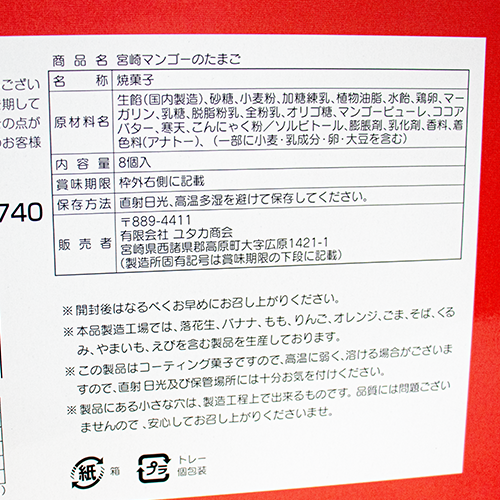 商品名 宮崎マンゴーのたまご
名称 焼菓子
原材料名 生餡(国内製造)、砂糖、小麦粉、加糖練乳、植物油脂、水飴、鶏卵、マー
ガリン、乳糖、脱脂粉乳、全粉乳、オリゴ糖、マンゴーピューレ、ココア
バター、寒天、こんにゃく粉/ソルビトール、膨脹剤、乳化剤、香料、着
色料(アナトー)、(一部に小麦・乳成分・卵・大豆を含む)
内容量 8個入
賞味期限 枠外右側に記載
保存方法 直射日光、高温多湿を避けて保存してください。
販売者 〒889-4411
有限会社 ユタカ商会
宮崎県西諸県郡高原町大字広原1421-1
(製造所固有記号は賞味期限の下段に記載)
ござい
を期して
の点が
のお客様
740
※開封後はなるべくお早めにお召し上がりください。
※本品製造工場では、落花生、バナナ、もも、りんご、オレンジ、ごま、そば、くる
み、やまいも、えびを含む製品を生産しております。
※この製品はコーティング菓子ですので、高温に弱く、溶ける場合がございま
すので、直射日光及び保管場所には十分お気を付けください。
※製品にある小さな穴は、製造工程上で出来るものです。品質には問題ござい
ませんので、安心してお召し上がりください。
紙 箱
プラ トレー
個包装